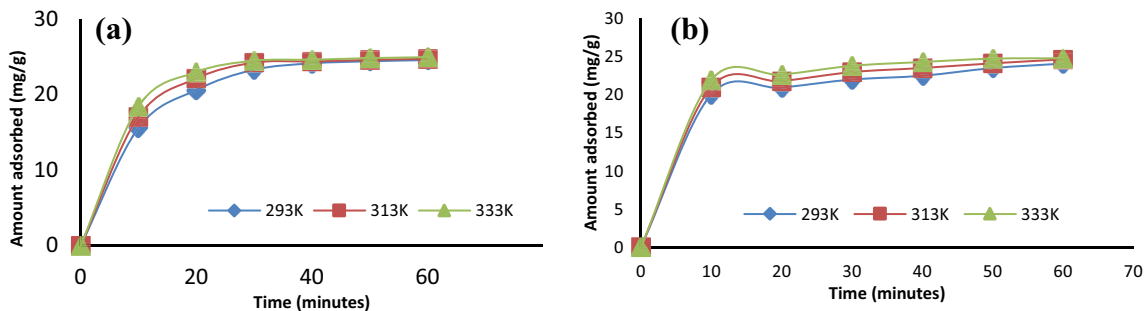 (a)
Amount adsorbed (mg/g)
30
20
10
0
293K 313K 333K
0 20 40 60
Time (minutes)
(b)
Amount adsorbed (mg/g)
30
25
20
15
10
5
0
293K 313K 333K
0 10 20 30 40 50 60 70
Time (minutes)